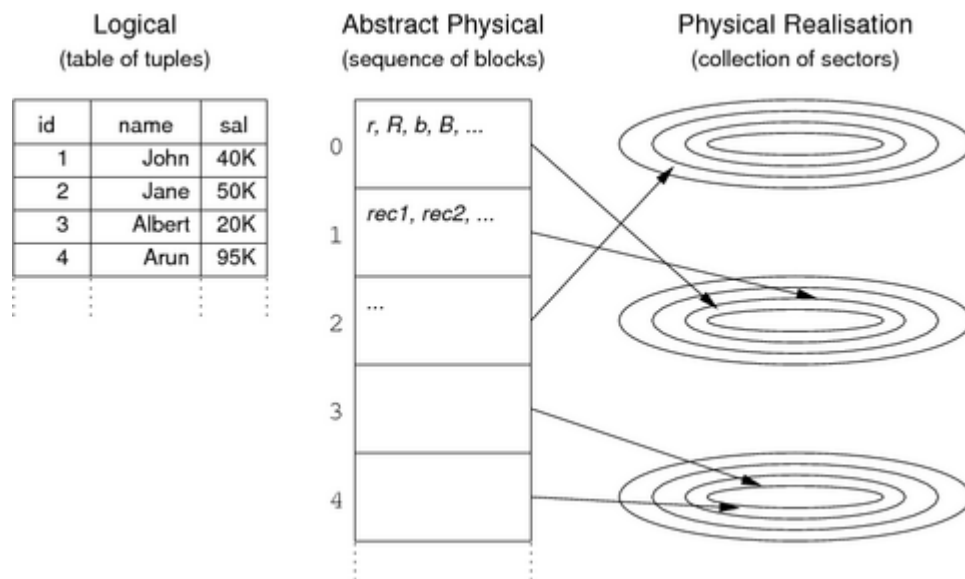 Logical
(table of tuples)
id name sal
1 John 40K
2 Jane 50K
3 Albert 20K
4 Arun 95K
Abstract Physical
(sequence of blocks)
0 r, R, b, B, ...
1 rec1, rec2, ...
2 ...
3
4
Physical Realisation
(collection of sectors)